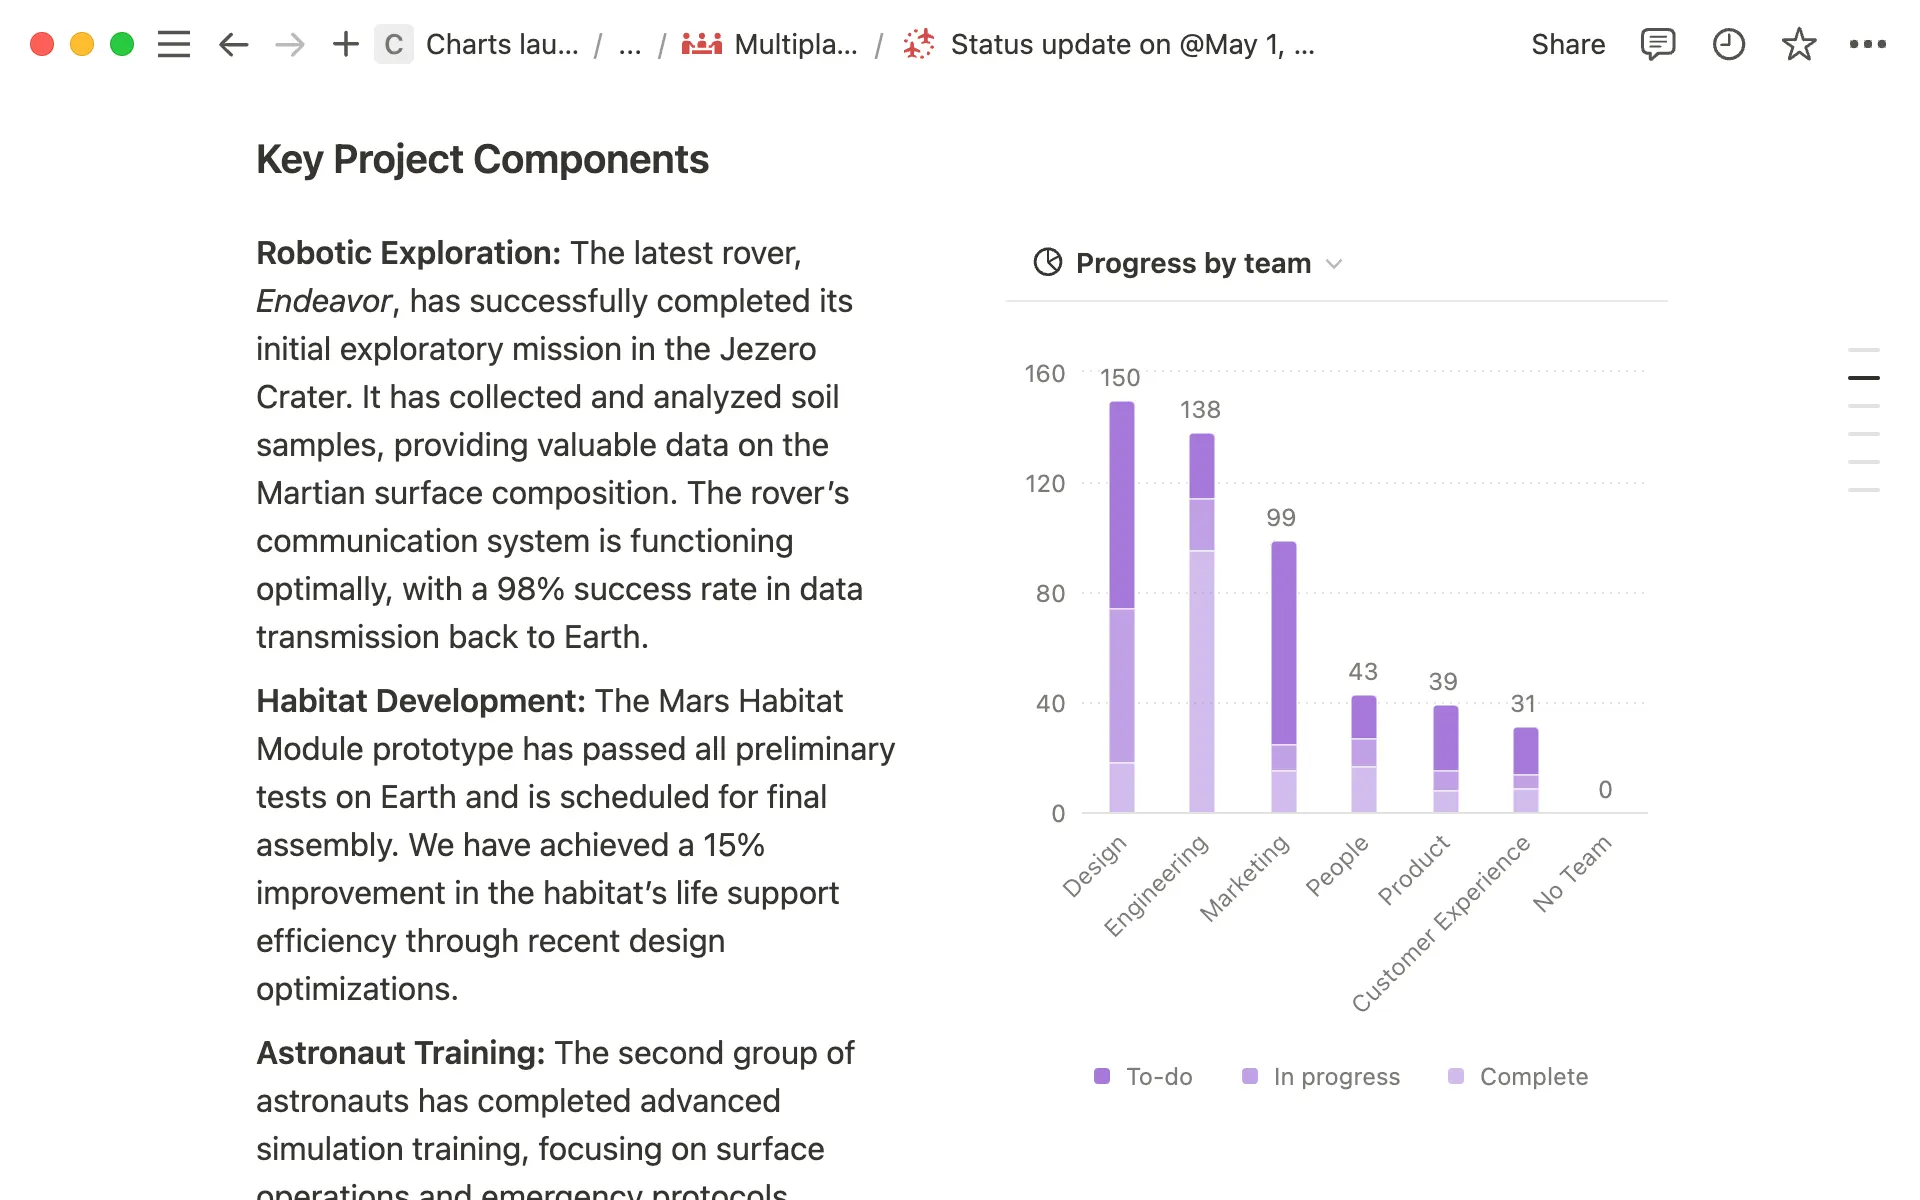 C Charts lau... / ... / Multipla... / Status update on @May 1, ... Share
Key Project Components
Robotic Exploration: The latest rover,
Endeavor, has successfully completed its
initial exploratory mission in the Jezero
Crater. It has collected and analyzed soil
samples, providing valuable data on the
Martian surface composition. The rover’s
communication system is functioning
optimally, with a 98% success rate in data
transmission back to Earth.
Habitat Development: The Mars Habitat
Module prototype has passed all preliminary
tests on Earth and is scheduled for final
assembly. We have achieved a 15%
improvement in the habitat’s life support
efficiency through recent design
optimizations.
Astronaut Training: The second group of
astronauts has completed advanced
simulation training, focusing on surface
operations and emergency protocols.
Progress by team
160
120
80
40
0
150
138
99
43
39
31
0
Design
Engineering
Marketing
People
Product
Customer Experience
No Team
To-do In progress Complete